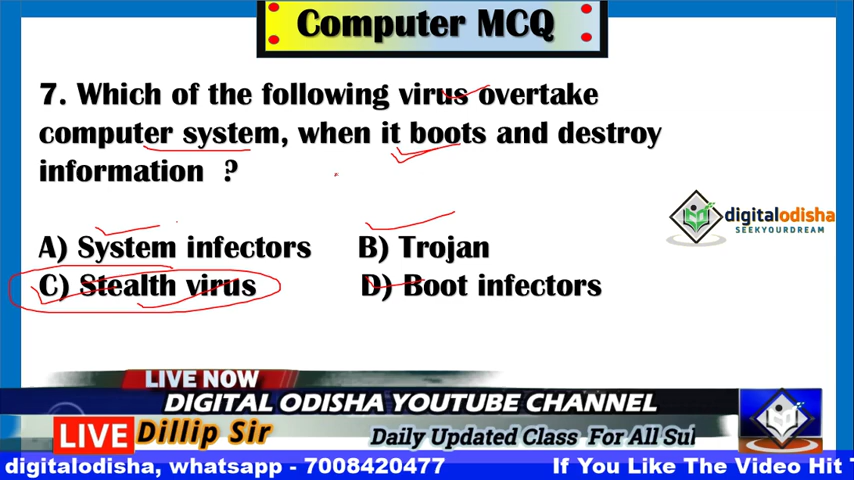 Computer MCQ
7. Which of the following virus overtake
computer system, when it boots and destroy
information ?
digitalodisha
SEEKYOURDREAM
A) System infectors B) Trojan
C) Stealth virus D) Boot infectors
LIVE NOW
DIGITAL ODISHA YOUTUBE CHANNEL
LIVE Dillip Sir Daily Updated Class For All Sul
digitalodisha, whatsapp - 7008420477 If You Like The Video Hit T